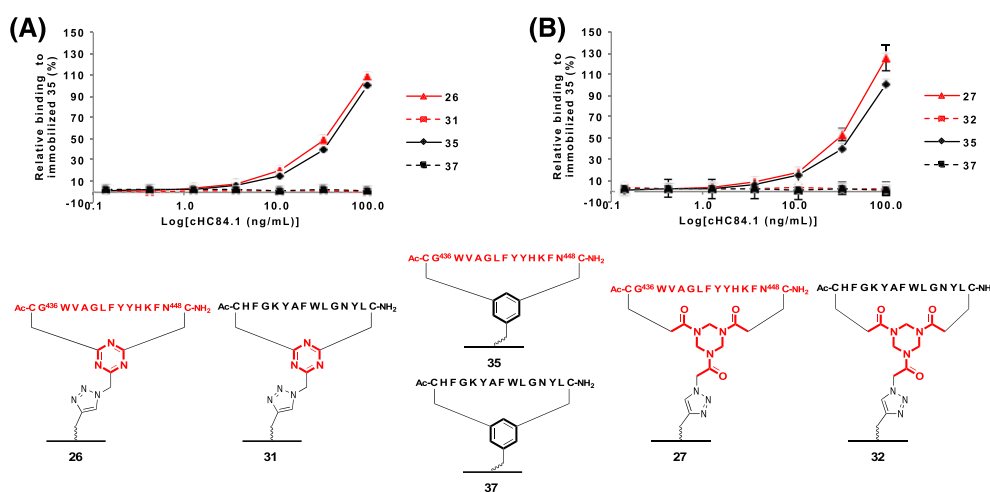 (A)
(B)
Relative binding to
immobilized 35 (%)
150
130
110
90
70
50
30
10
-10
0.1
1.0
10.0
100.0
Log[cHC84.1 (ng/mL)]
26
31
35
37
Relative binding to
immobilized 35 (%)
150
130
110
90
70
50
30
10
-10
0.1
1.0
10.0
100.0
Log[cHC84.1 (ng/mL)]
27
32
35
37
Ac-C G⁴³⁶ W V A G L F Y Y H K F N⁴⁴⁸ C-NH₂
N
N
N
N
N
N
26
Ac-C H F G K Y A F W L G N Y L C-NH₂
N
N
N
N
N
N
31
Ac-C G⁴³⁶ W V A G L F Y Y H K F N⁴⁴⁸ C-NH₂
35
Ac-C H F G K Y A F W L G N Y L C-NH₂
37
Ac-C G⁴³⁶ W V A G L F Y Y H K F N⁴⁴⁸ C-NH₂
O
O
N
N
N
O
N
N
N
27
Ac-C H F G K Y A F W L G N Y L C-NH
O
O
N
N
N
O
N
N
N
32